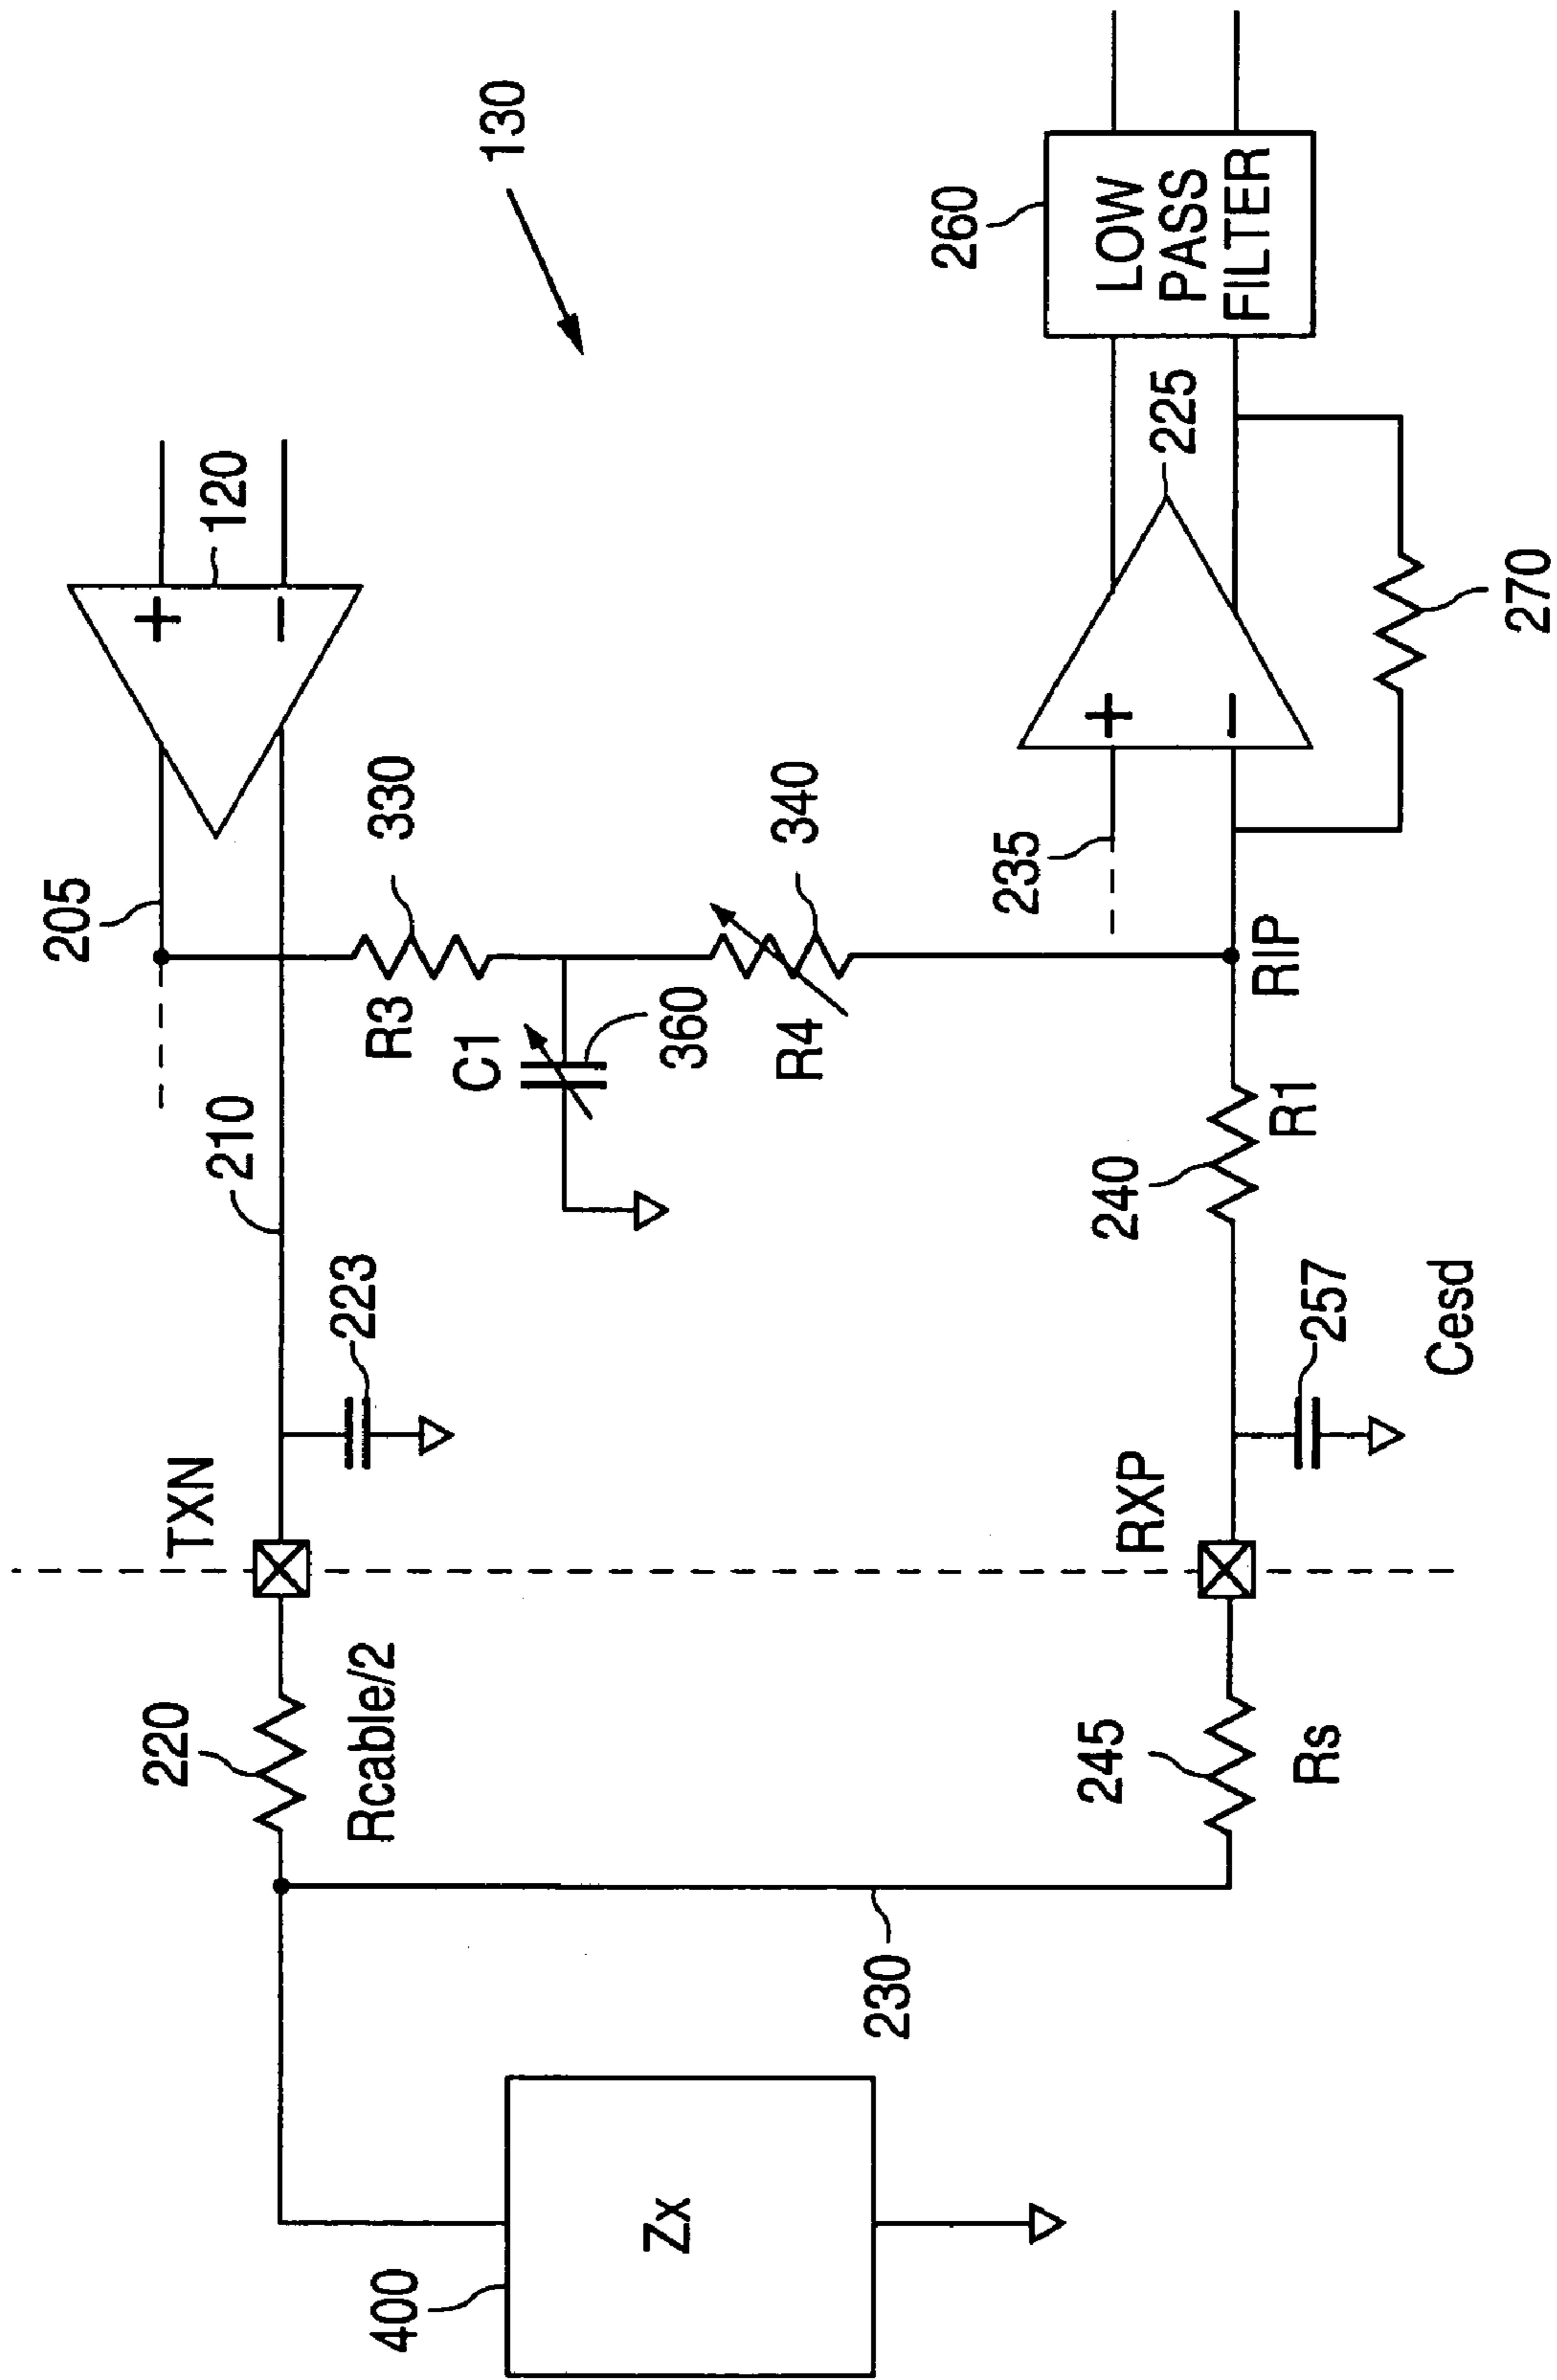 130
120
205
210
R3
330
C1
360
R4
340
223
TXN
220
Rcable/2
400
Zx
230
245
Rs
RXP
257
Cesd
240
R1
RIP
235
+
−
+
−
225
270
260
LOW
PASS
FILTER